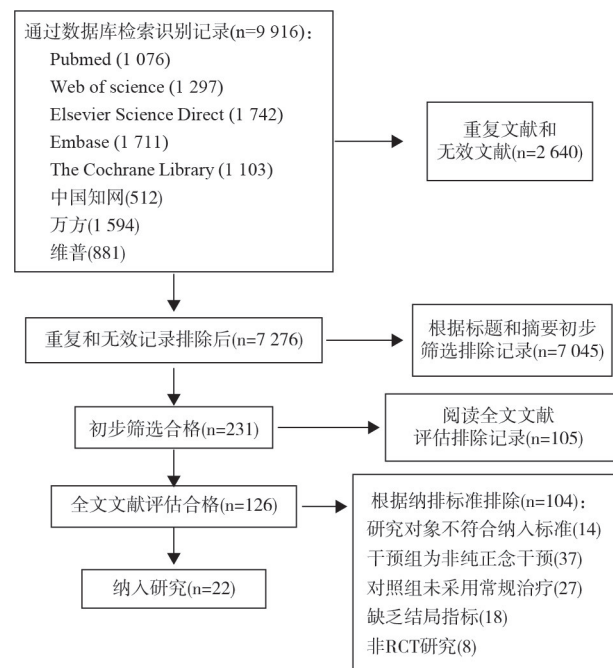 通过数据库检索识别记录(n=9 916)：
Pubmed (1 076)
Web of science (1 297)
Elsevier Science Direct (1 742)
Embase (1 711)
The Cochrane Library (1 103)
中国知网(512)
万方(1 594)
维普(881)
重复文献和
无效文献(n=2 640)
重复和无效记录排除后(n=7 276)
根据标题和摘要初步
筛选排除记录(n=7 045)
初步筛选合格(n=231)
阅读全文文献
评估排除记录(n=105)
全文文献评估合格(n=126)
根据纳排标准排除(n=104)：
研究对象不符合纳入标准(14)
干预组为非纯正念干预(37)
对照组未采用常规治疗(27)
缺乏结局指标(18)
非RCT研究(8)
纳入研究(n=22)